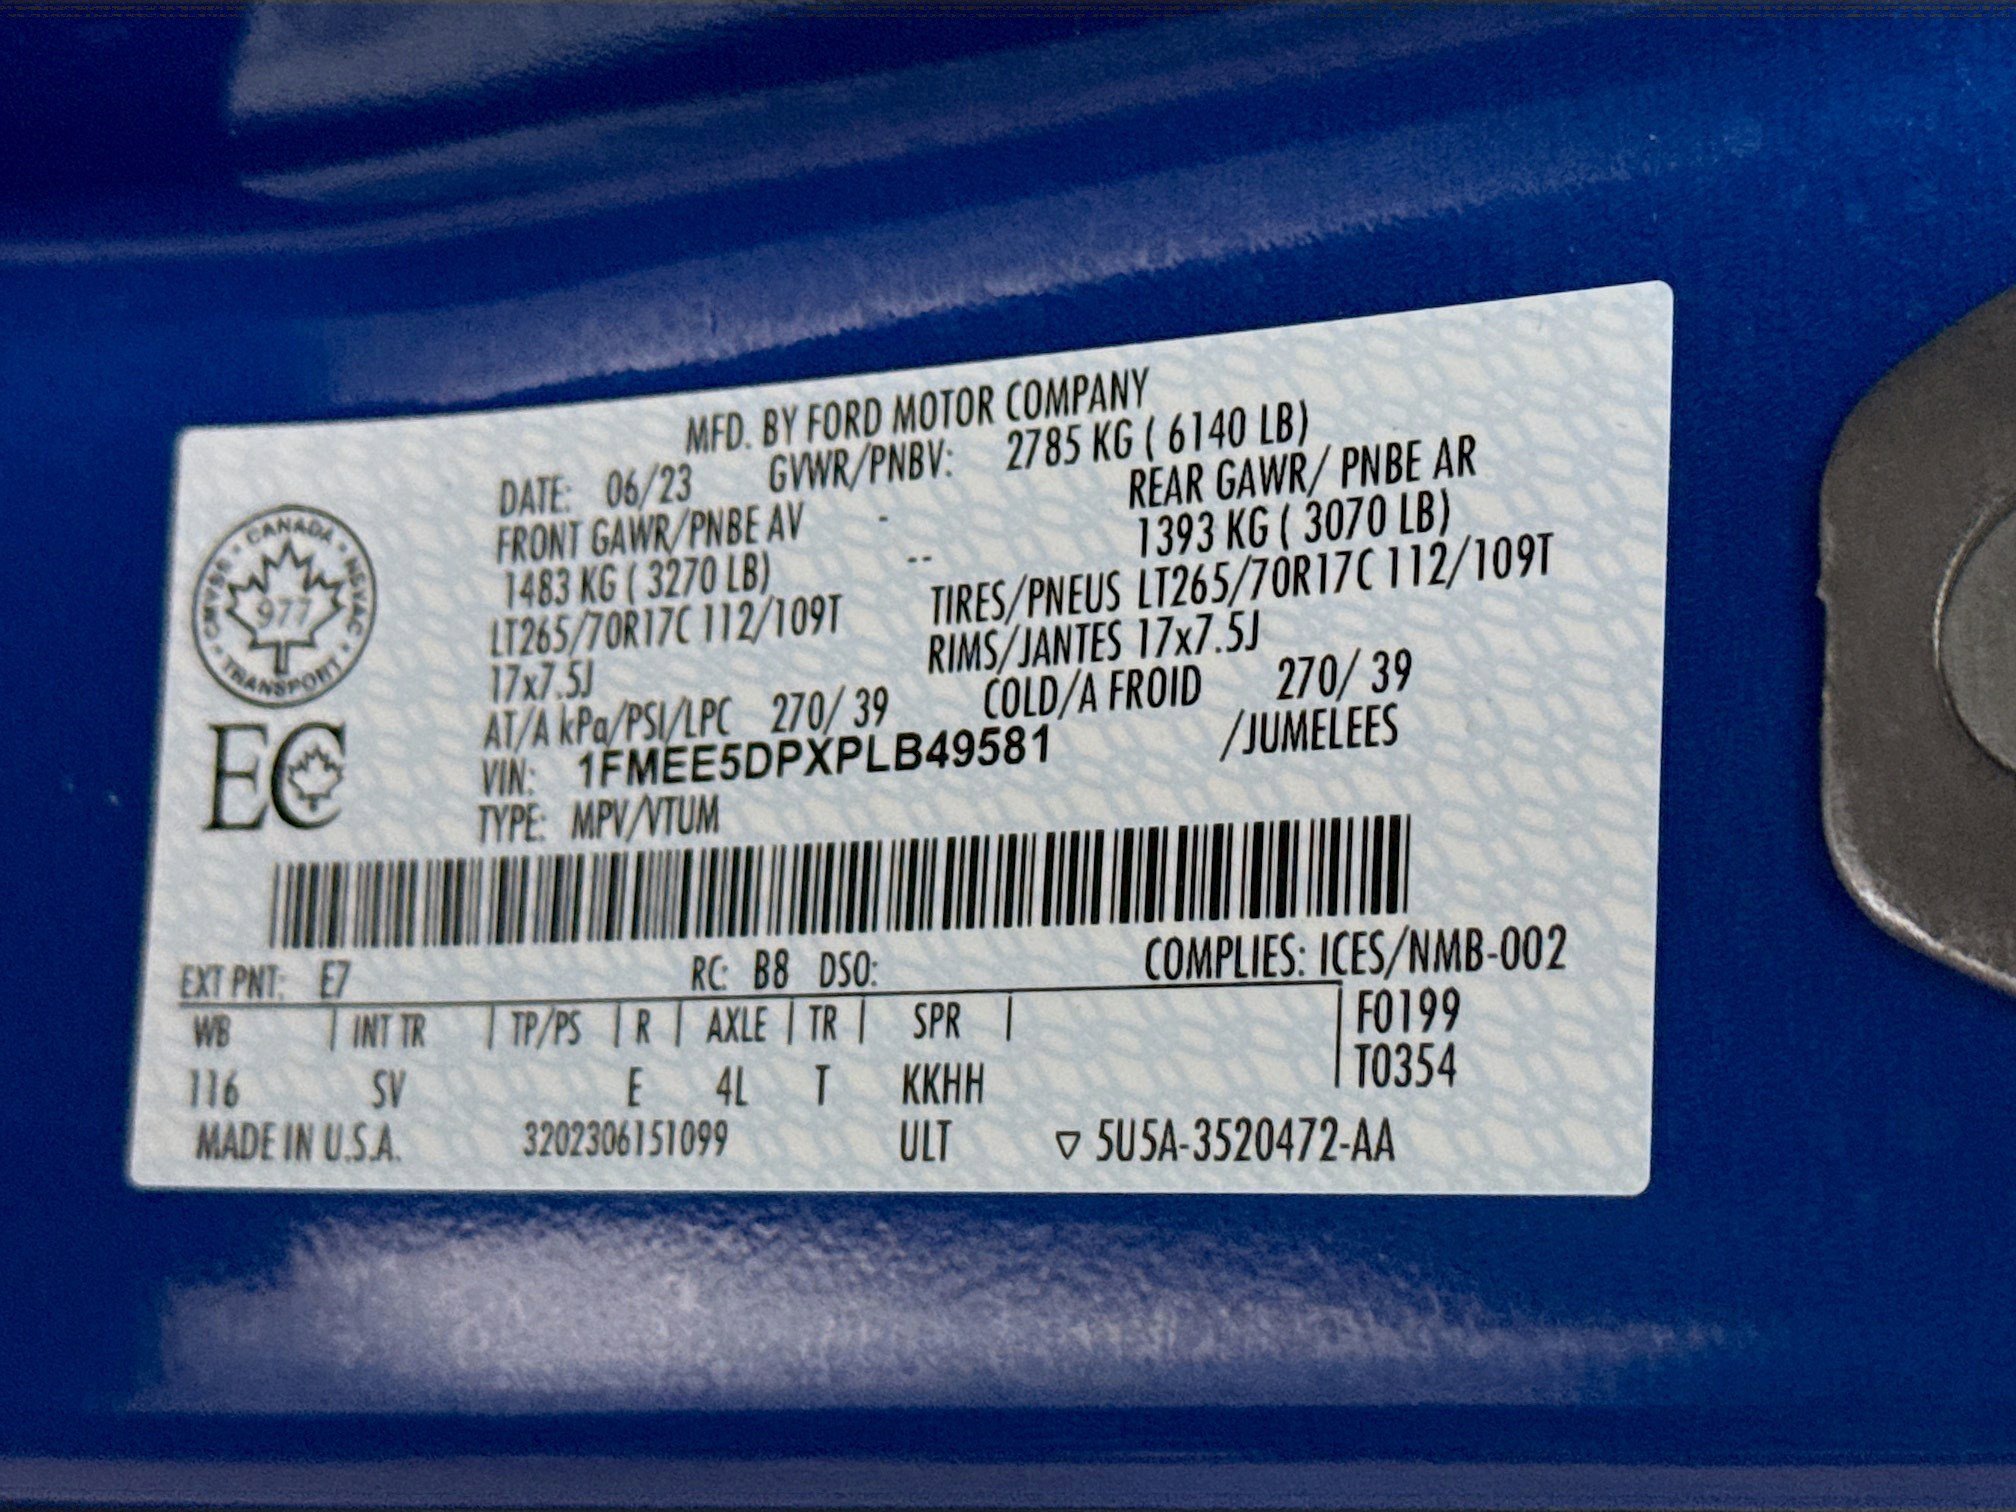 MFD. BY FORD MOTOR COMPANY
DATE: 06/23 GVWR/PNBV: 2785 KG ( 6140 LB)
FRONT GAWR/PNBE AV - REAR GAWR/ PNBE AR
1483 KG ( 3270 LB) -- 1393 KG ( 3070 LB)
LT265/70R17C 112/109T TIRES/PNEUS LT265/70R17C 112/109T
17x7.5J RIMS/JANTES 17x7.5J
AT/A kPa/PSI/LPC 270/ 39 COLD/A FROID 270/ 39
VIN: 1FMEE5DPXPLB49581 /JUMELEES
TYPE: MPV/VTUM
CANADA
CMVSS • NSVAC
977
TRANSPORT
EC
EXT PNT: E7 RC: B8 DSO: COMPLIES: ICES/NMB-002
WB | INT TR | TP/PS | R | AXLE | TR | SPR | F0199
T0354
116 SV E 4L T KKHH
MADE IN U.S.A. 3202306151099 ULT ▽ 5U5A-3520472-AA